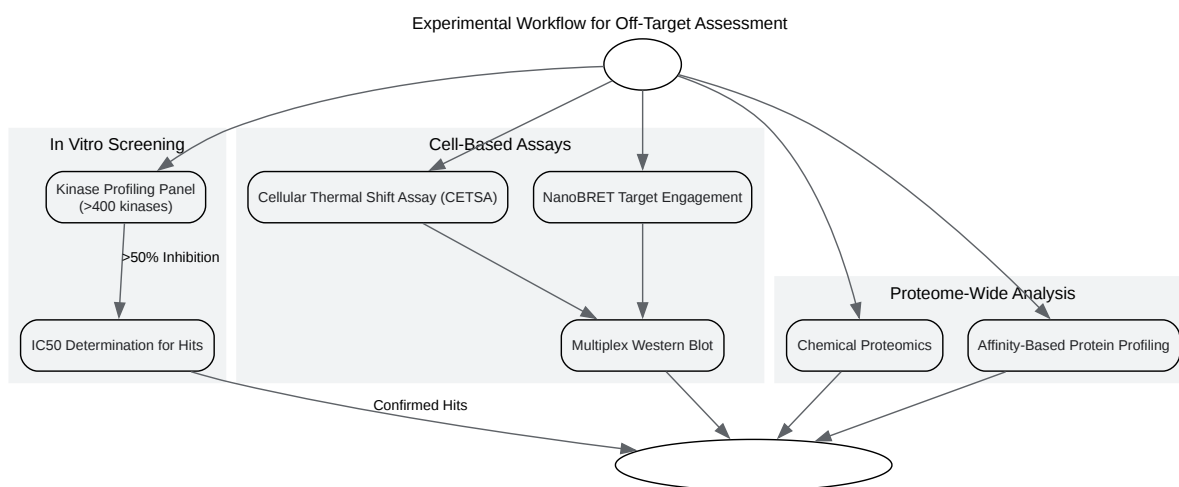 Experimental Workflow for Off-Target Assessment
In Vitro Screening
Cell-Based Assays
Kinase Profiling Panel
(>400 kinases)
Cellular Thermal Shift Assay (CETSA)
NanoBRET Target Engagement
>50% Inhibition
Proteome-Wide Analysis
IC50 Determination for Hits
Multiplex Western Blot
Chemical Proteomics
Affinity-Based Protein Profiling
Confirmed Hits